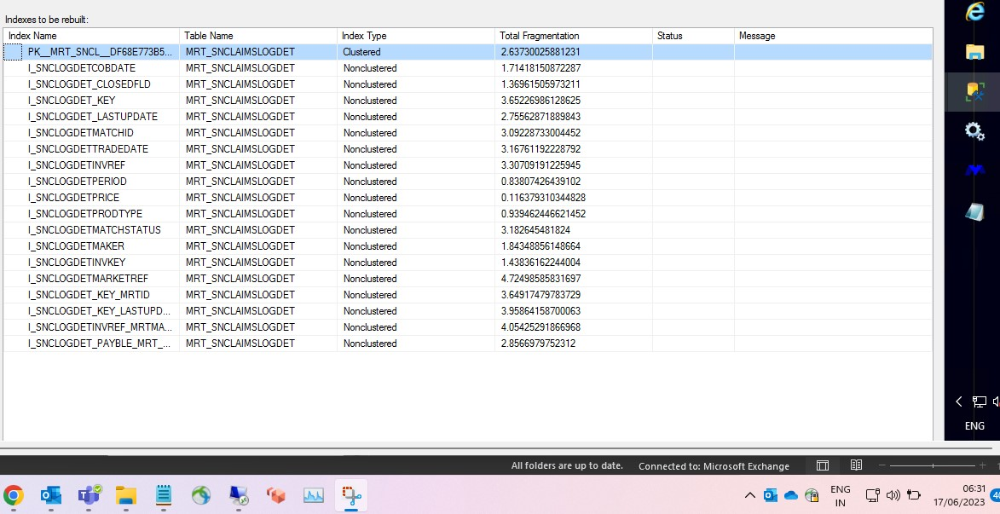 Indexes to be rebuilt:
Index Name Table Name Index Type Total Fragmentation Status Message
PK__MRT_SNCL__DF68E773B5... MRT_SNCLAIMSLOGDET Clustered 2.63730025881231
I_SNCLOGDETCOBDATE MRT_SNCLAIMSLOGDET Nonclustered 1.71418150872287
I_SNCLOGDET_CLOSEDFLD MRT_SNCLAIMSLOGDET Nonclustered 1.36961505973211
I_SNCLOGDET_KEY MRT_SNCLAIMSLOGDET Nonclustered 3.65226986128625
I_SNCLOGDET_LASTUPDATE MRT_SNCLAIMSLOGDET Nonclustered 2.75562871889843
I_SNCLOGDETMATCHID MRT_SNCLAIMSLOGDET Nonclustered 3.09228733004452
I_SNCLOGDETTRADEDATE MRT_SNCLAIMSLOGDET Nonclustered 3.16761192228792
I_SNCLOGDETINVREF MRT_SNCLAIMSLOGDET Nonclustered 3.30709191225945
I_SNCLOGDETPERIOD MRT_SNCLAIMSLOGDET Nonclustered 0.83807426439102
I_SNCLOGDETPRICE MRT_SNCLAIMSLOGDET Nonclustered 0.116379310344828
I_SNCLOGDETPRODTYPE MRT_SNCLAIMSLOGDET Nonclustered 0.939462446621452
I_SNCLOGDETMATCHSTATUS MRT_SNCLAIMSLOGDET Nonclustered 3.182645481824
I_SNCLOGDETMAKER MRT_SNCLAIMSLOGDET Nonclustered 1.84348856148664
I_SNCLOGDETINVKEY MRT_SNCLAIMSLOGDET Nonclustered 1.43836162244004
I_SNCLOGDETMARKETREF MRT_SNCLAIMSLOGDET Nonclustered 4.72498585831697
I_SNCLOGDET_KEY_MRTID MRT_SNCLAIMSLOGDET Nonclustered 3.64917479783729
I_SNCLOGDET_KEY_LASTUPD... MRT_SNCLAIMSLOGDET Nonclustered 3.95864158700063
I_SNCLOGDETINVREF_MRTMA... MRT_SNCLAIMSLOGDET Nonclustered 4.05425291866968
I_SNCLOGDET_PAYBLE_MRT_... MRT_SNCLAIMSLOGDET Nonclustered 2.8566979752312
ENG
All folders are up to date. Connected to: Microsoft Exchange
ENG
IN
06:31
17/06/2023